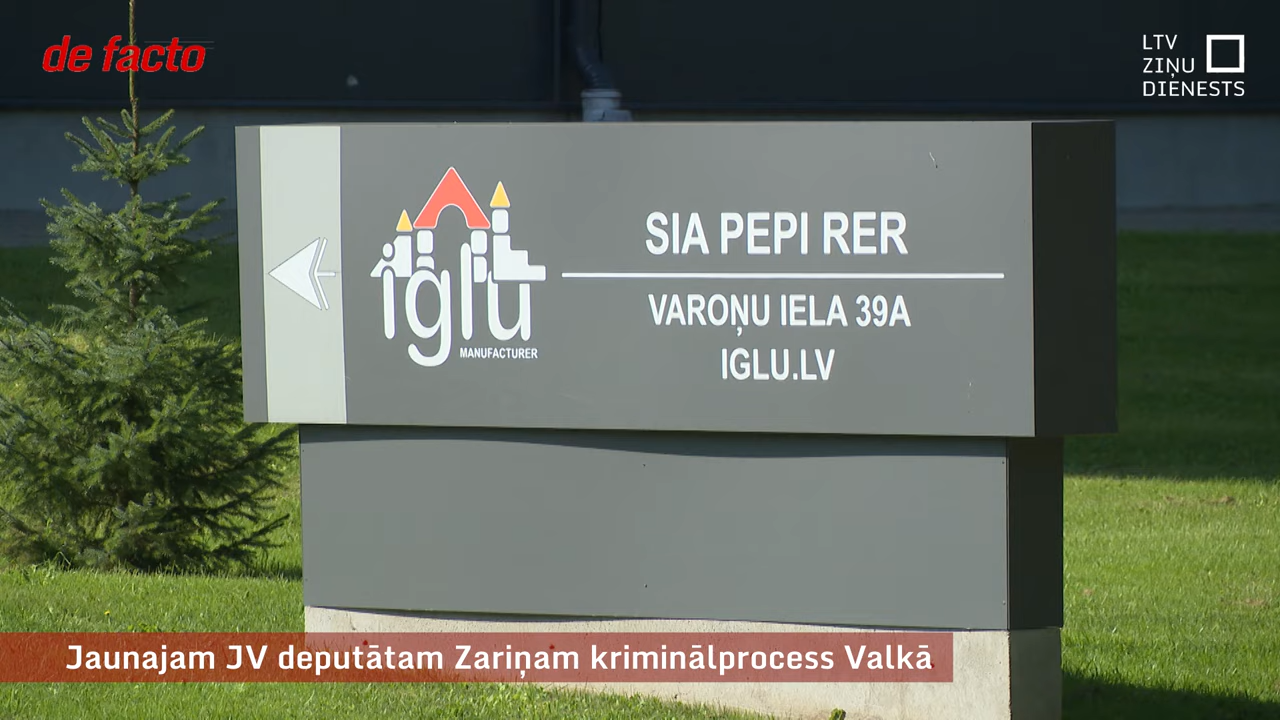 de facto
LTV
ZIŅU
DIENESTS
iglu
MANUFACTURER
SIA PEPI RER
VAROŅU IELA 39A
IGLU.LV
Jaunajam JV deputātam Zariņam kriminālprocess Valkā